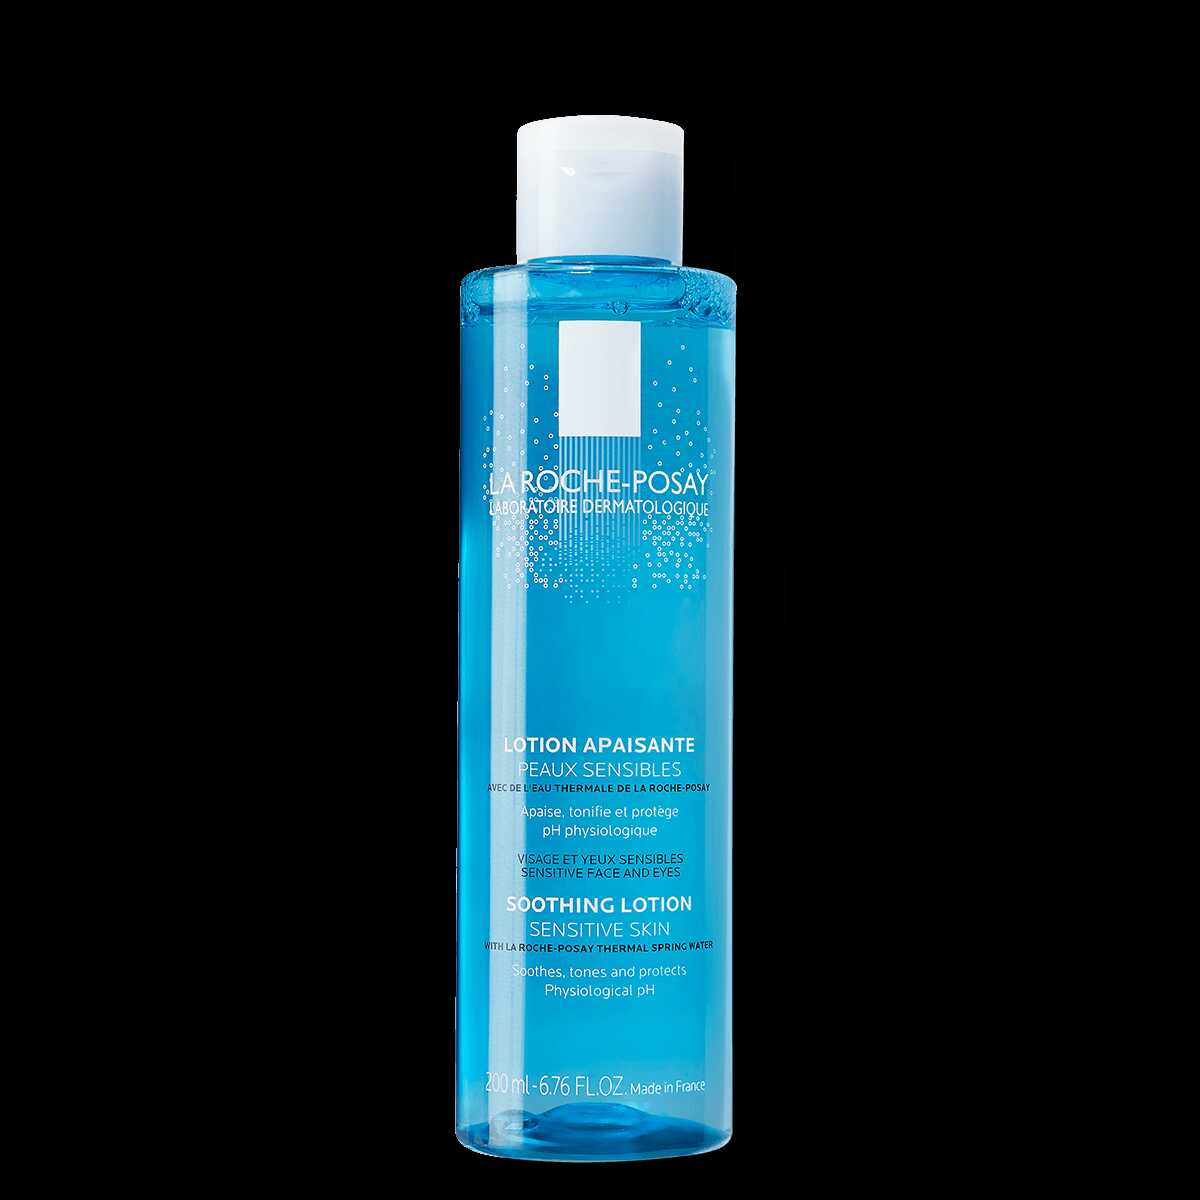 LA ROCHE-POSAY
LABORATOIRE DERMATOLOGIQUE
LOTION APAISANTE
PEAUX SENSIBLES
AVEC DE L'EAU THERMALE DE LA ROCHE-POSAY
Apaise, tonifie et protège
pH physiologique
VISAGE ET YEUX SENSIBLES
SENSITIVE FACE AND EYES
SOOTHING LOTION
SENSITIVE SKIN
WITH LA ROCHE-POSAY THERMAL SPRING WATER
Soothes, tones and protects
Physiological pH
200 ml-6.76 FL.OZ. Made in France